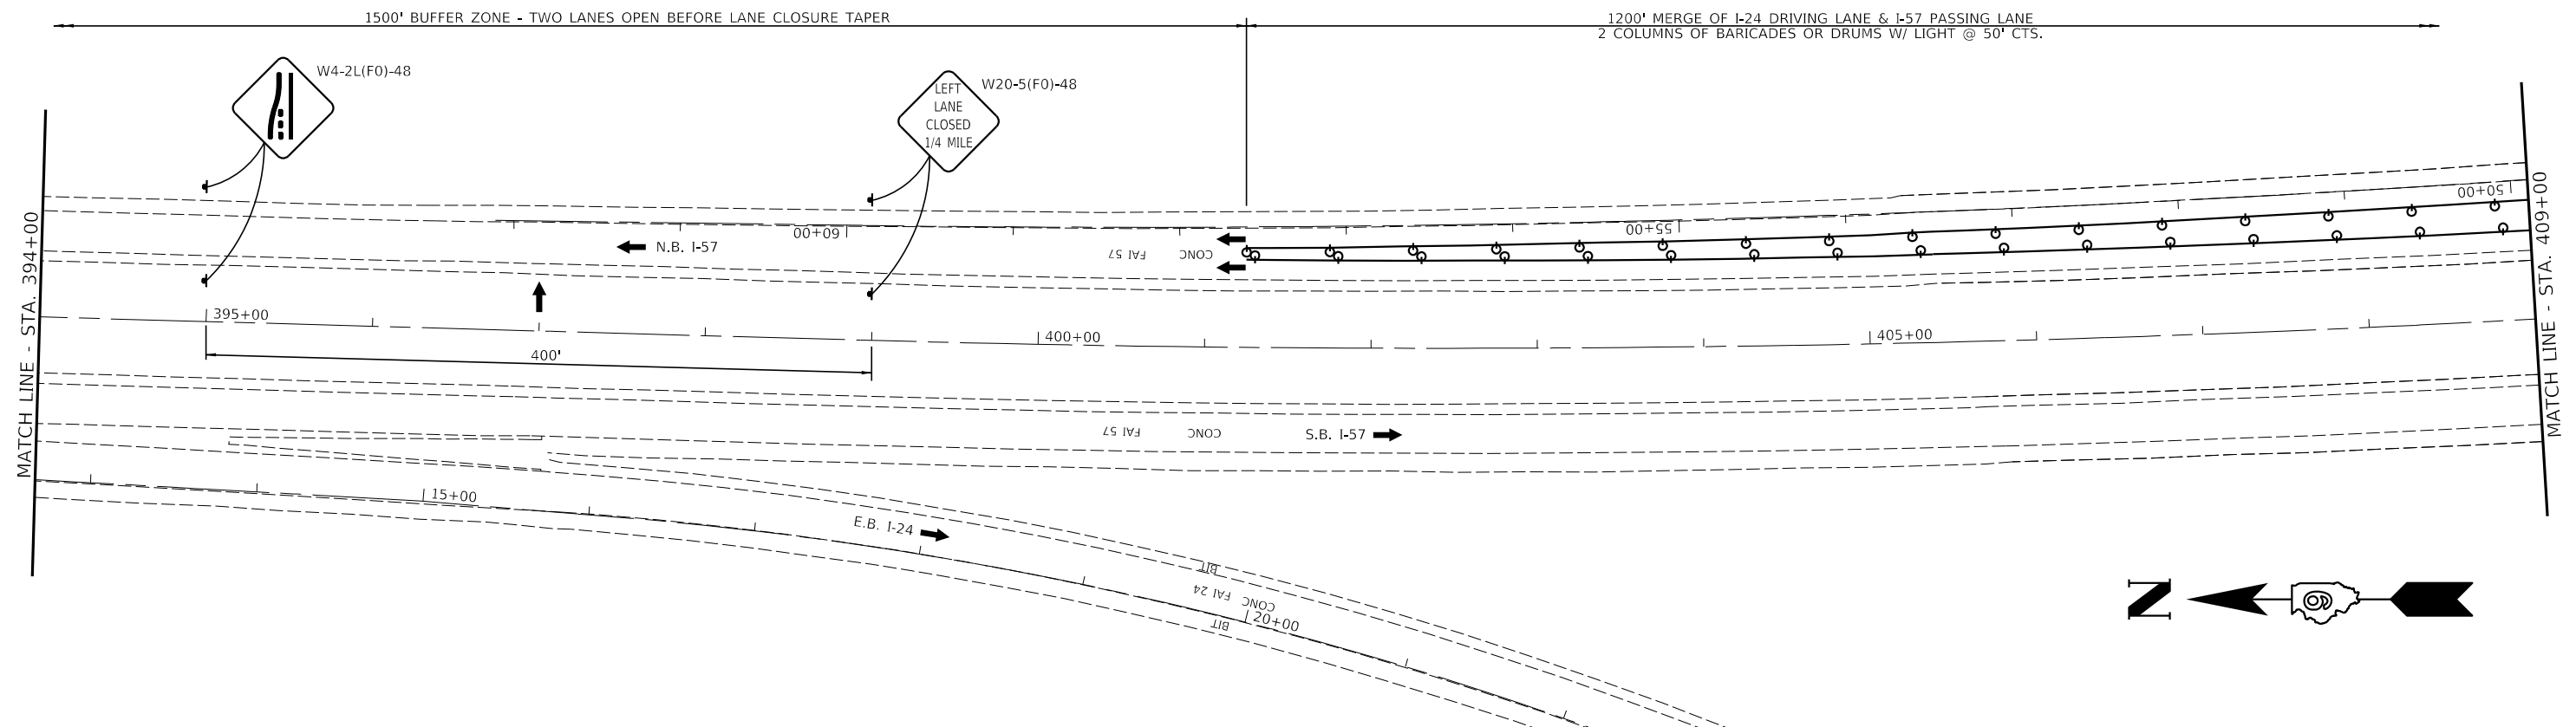 1500' BUFFER ZONE - TWO LANES OPEN BEFORE LANE CLOSURE TAPER
1200' MERGE OF I-24 DRIVING LANE & I-57 PASSING LANE
2 COLUMNS OF BARICADES OR DRUMS W/ LIGHT @ 50' CTS.
W4-2L(F0)-48
LEFT
LANE
CLOSED
1/4 MILE
W20-5(F0)-48
MATCH LINE - STA. 394+00
MATCH LINE - STA. 409+00
50+00
55+00
60+00
N.B. I-57
CONC FAI 57
395+00
400+00
405+00
400'
CONC FAI 57
S.B. I-57
15+00
E.B. I-24
BIT
CONC FAI 24
BIT
20+00
N
9